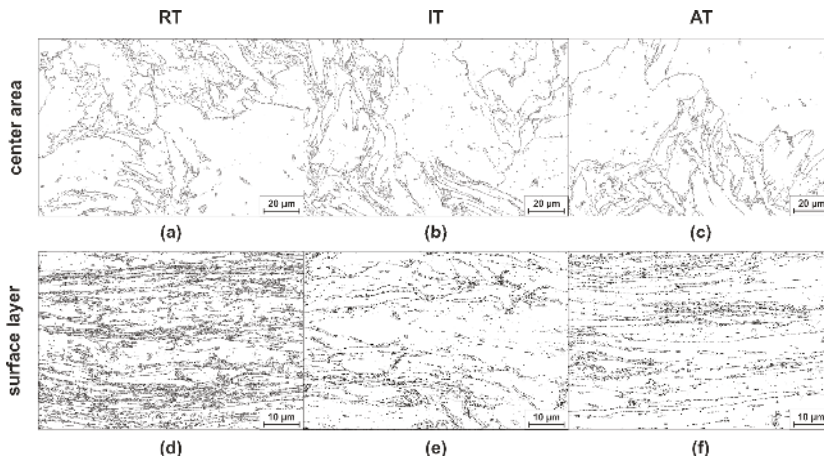 RT IT AT
center area
20 µm 20 µm 20 µm
(a) (b) (c)
surface layer
10 µm 10 µm 10 µm
(d) (e) (f)